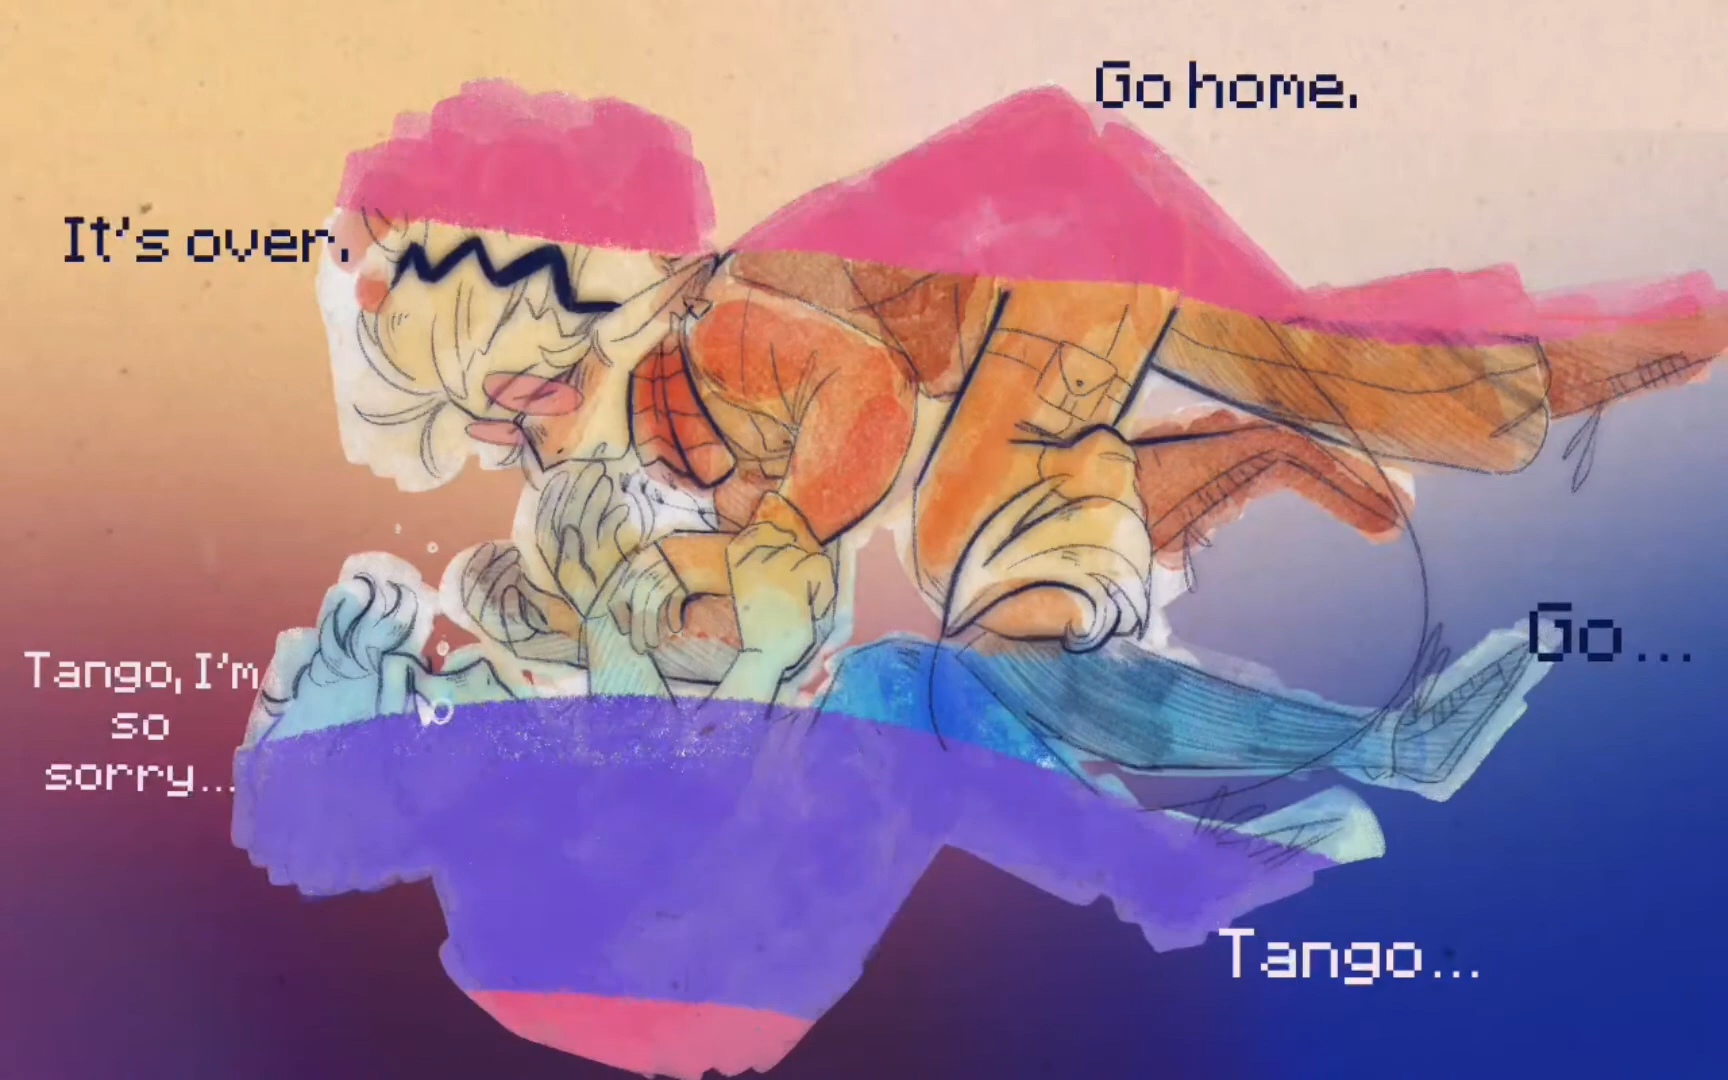 Go home.
It's over.
Go...
Tango, I'm
so
sorry...
Tango...